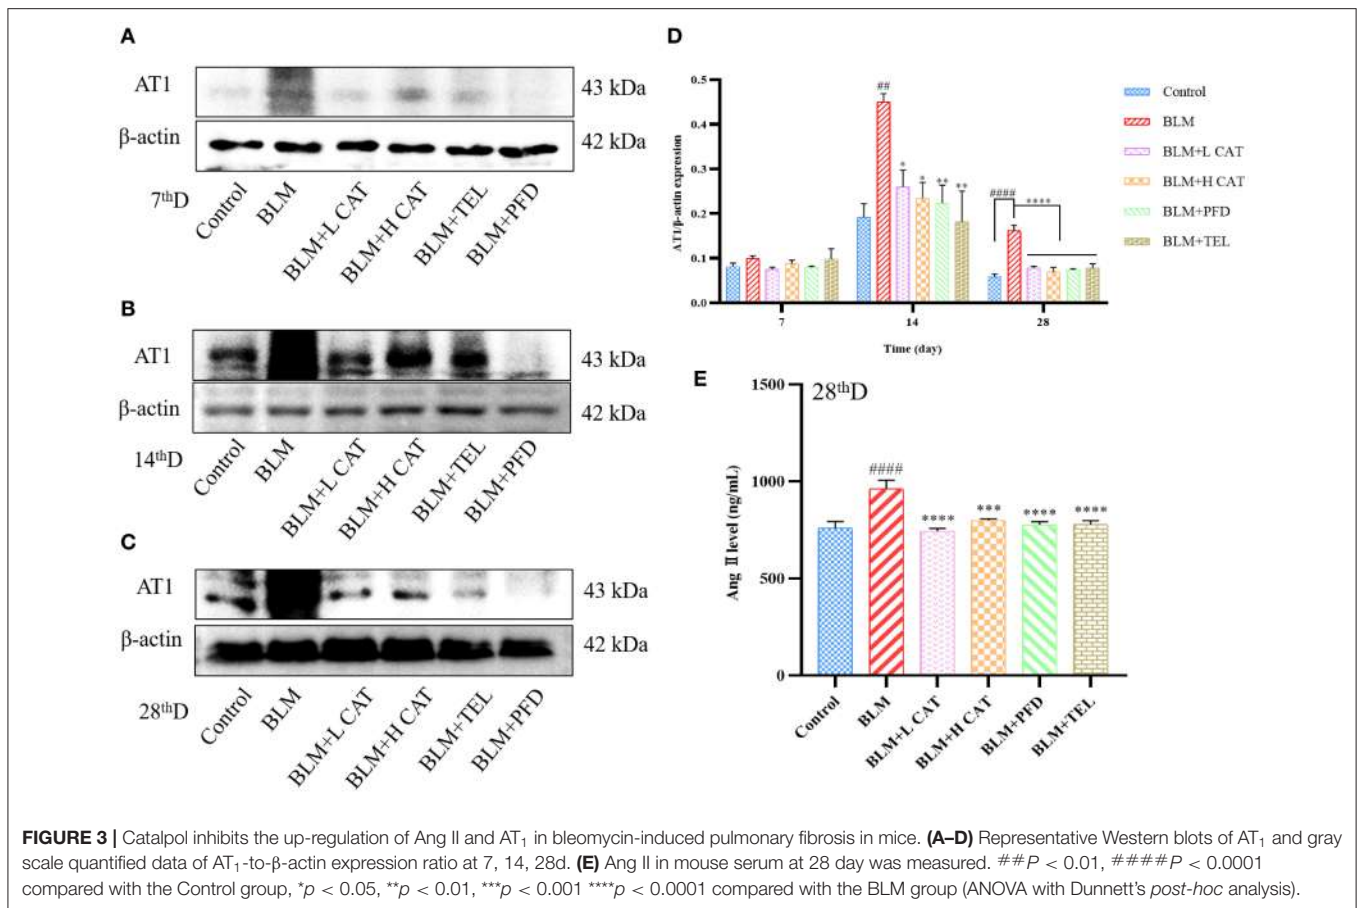 A
AT1
43 kDa
β-actin
42 kDa
7thD
Control
BLM
BLM+L CAT
BLM+H CAT
BLM+TEL
BLM+PFD
B
AT1
43 kDa
β-actin
42 kDa
14thD
Control
BLM
BLM+L CAT
BLM+H CAT
BLM+TEL
BLM+PFD
C
AT1
43 kDa
β-actin
42 kDa
28thD
Control
BLM
BLM+L CAT
BLM+H CAT
BLM+TEL
BLM+PFD
D
AT1/β-actin expression
0.5
0.4
0.3
0.2
0.1
0.0
##
*
*
**
**
####
****
7
14
28
Time (day)
Control
BLM
BLM+L CAT
BLM+H CAT
BLM+PFD
BLM+TEL
E
28thD
Ang Ⅱ level (ng/mL)
1500
1000
500
0
####
****
***
****
****
Control
BLM
BLM+L CAT
BLM+H CAT
BLM+PFD
BLM+TEL
FIGURE 3 | Catalpol inhibits the up-regulation of Ang II and AT1 in bleomycin-induced pulmonary fibrosis in mice. (A–D) Representative Western blots of AT1 and gray
scale quantified data of AT1-to-β-actin expression ratio at 7, 14, 28d. (E) Ang II in mouse serum at 28 day was measured. ##P < 0.01, ####P < 0.0001
compared with the Control group, *p < 0.05, **p < 0.01, ***p < 0.001 ****p < 0.0001 compared with the BLM group (ANOVA with Dunnett's post-hoc analysis).